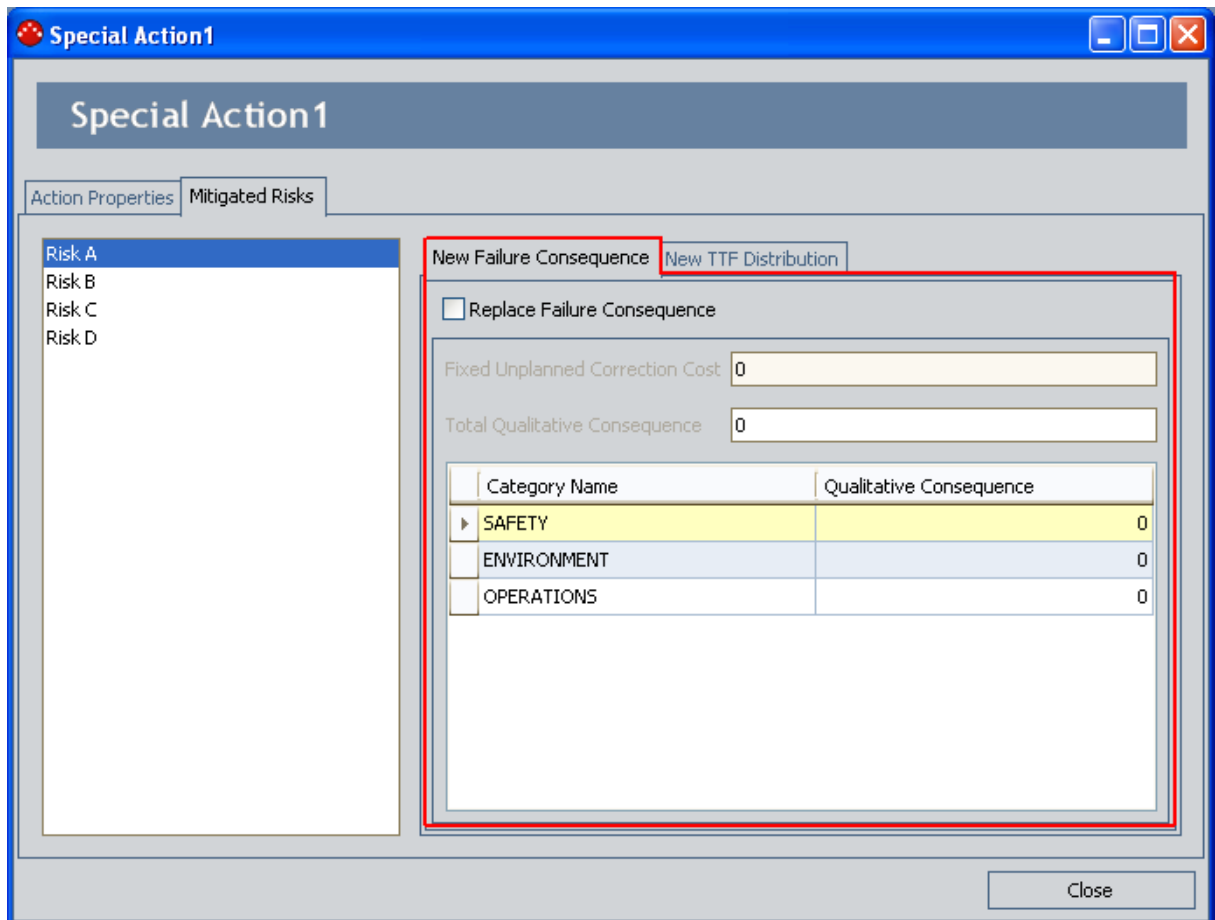 Special Action1
Special Action1
Action Properties Mitigated Risks
Risk A
Risk B
Risk C
Risk D
New Failure Consequence New TTF Distribution
Replace Failure Consequence
Fixed Unplanned Correction Cost 0
Total Qualitative Consequence 0
Category Name Qualitative Consequence
SAFETY 0
ENVIRONMENT 0
OPERATIONS 0
Close